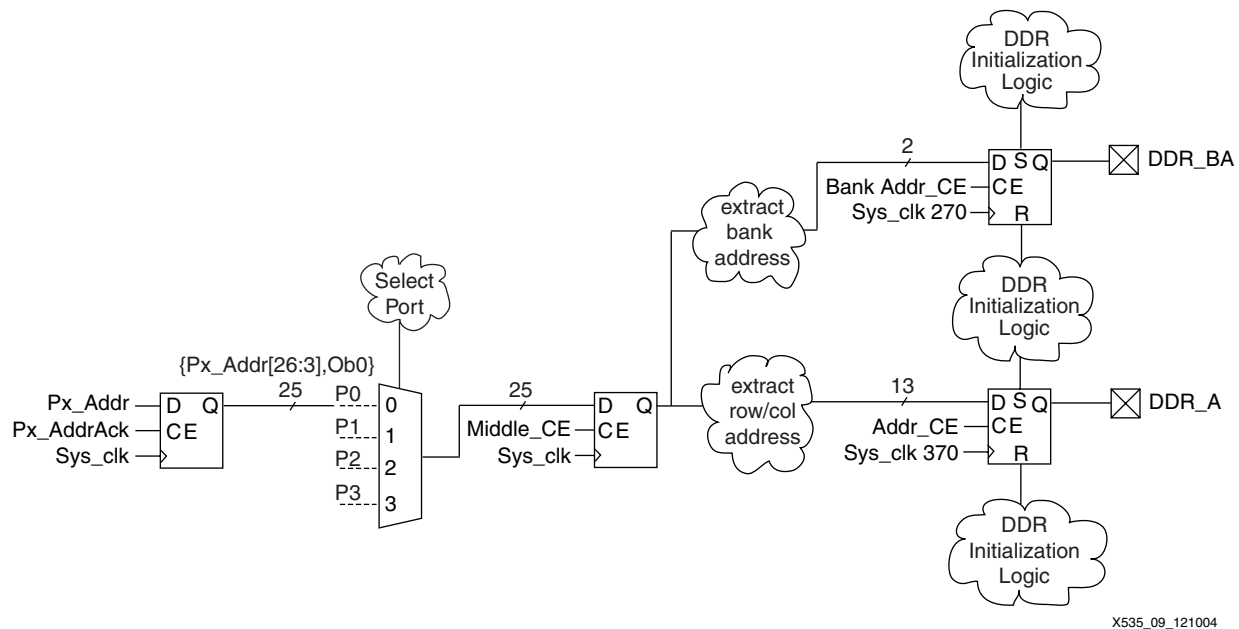 DDR
Initialization
Logic
2
D S Q
DDR_BA
Bank Addr_CE
CE
Sys_clk 270
R
extract
bank
address
Select
Port
DDR
Initialization
Logic
{Px_Addr[26:3],Ob0}
25
P0
0
P1
1
P2
2
P3
3
Px_Addr
D Q
Px_AddrAck
CE
Sys_clk
25
D Q
Middle_CE
CE
Sys_clk
extract
row/col
address
13
D S Q
DDR_A
Addr_CE
CE
Sys_clk 370
R
DDR
Initialization
Logic
X535_09_121004